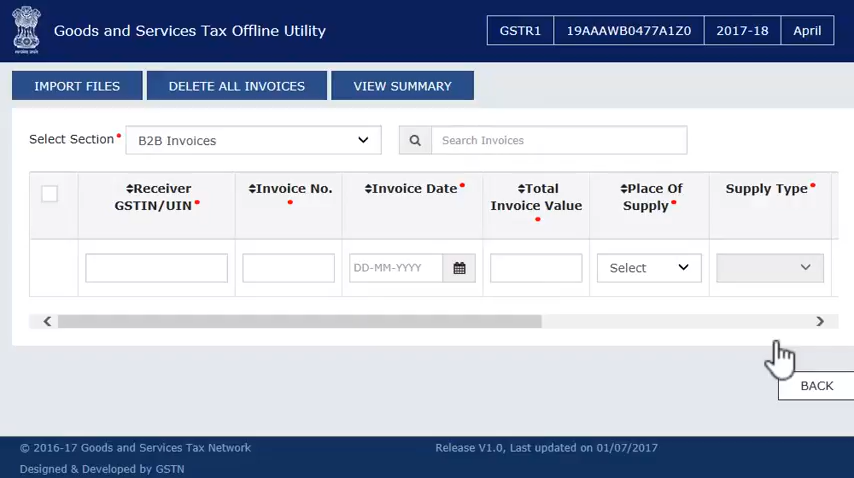 Goods and Services Tax Offline Utility
GSTR1 19AAAWB0477A1Z0 2017-18 April
IMPORT FILES DELETE ALL INVOICES VIEW SUMMARY
Select Section• B2B Invoices Search Invoices
Receiver GSTIN/UIN• Invoice No.• Invoice Date• Total Invoice Value• Place Of Supply• Supply Type•
DD-MM-YYYY Select
BACK
© 2016-17 Goods and Services Tax Network Release V1.0, Last updated on 01/07/2017
Designed & Developed by GSTN